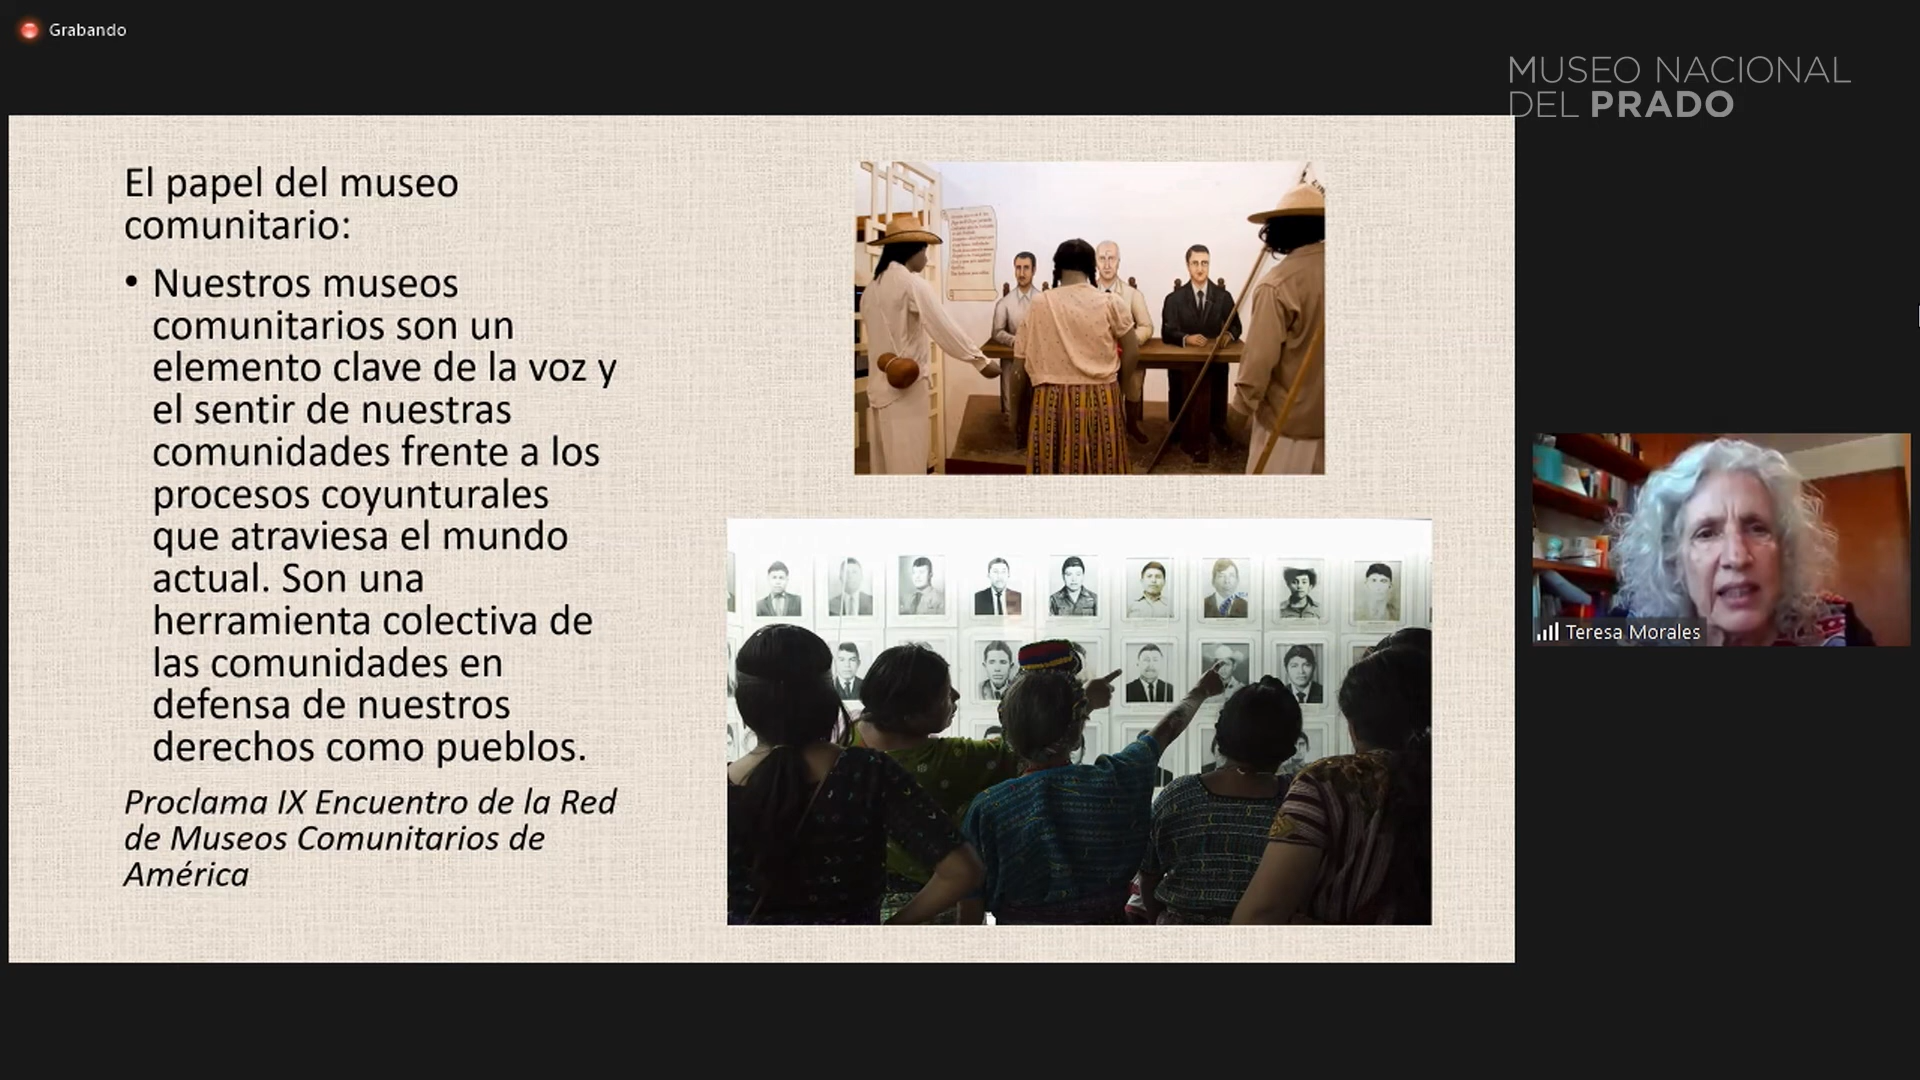 Grabando
MUSEO NACIONAL
DEL PRADO
El papel del museo
comunitario:
• Nuestros museos
comunitarios son un
elemento clave de la voz y
el sentir de nuestras
comunidades frente a los
procesos coyunturales
que atraviesa el mundo
actual. Son una
herramienta colectiva de
las comunidades en
defensa de nuestros
derechos como pueblos.
Proclama IX Encuentro de la Red
de Museos Comunitarios de
América
Teresa Morales